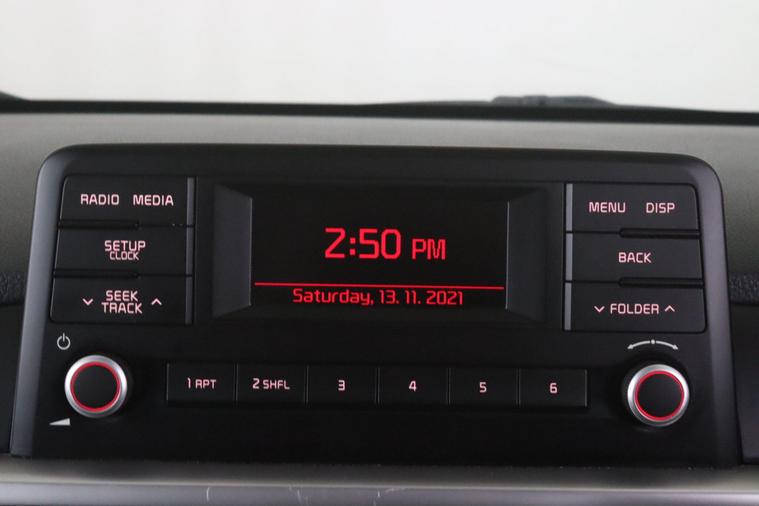 RADIO MEDIA
SETUP
CLOCK
SEEK
TRACK
2:50 PM
Saturday, 13. 11. 2021
MENU DISP
BACK
FOLDER
1 RPT 2 SHFL 3 4 5 6